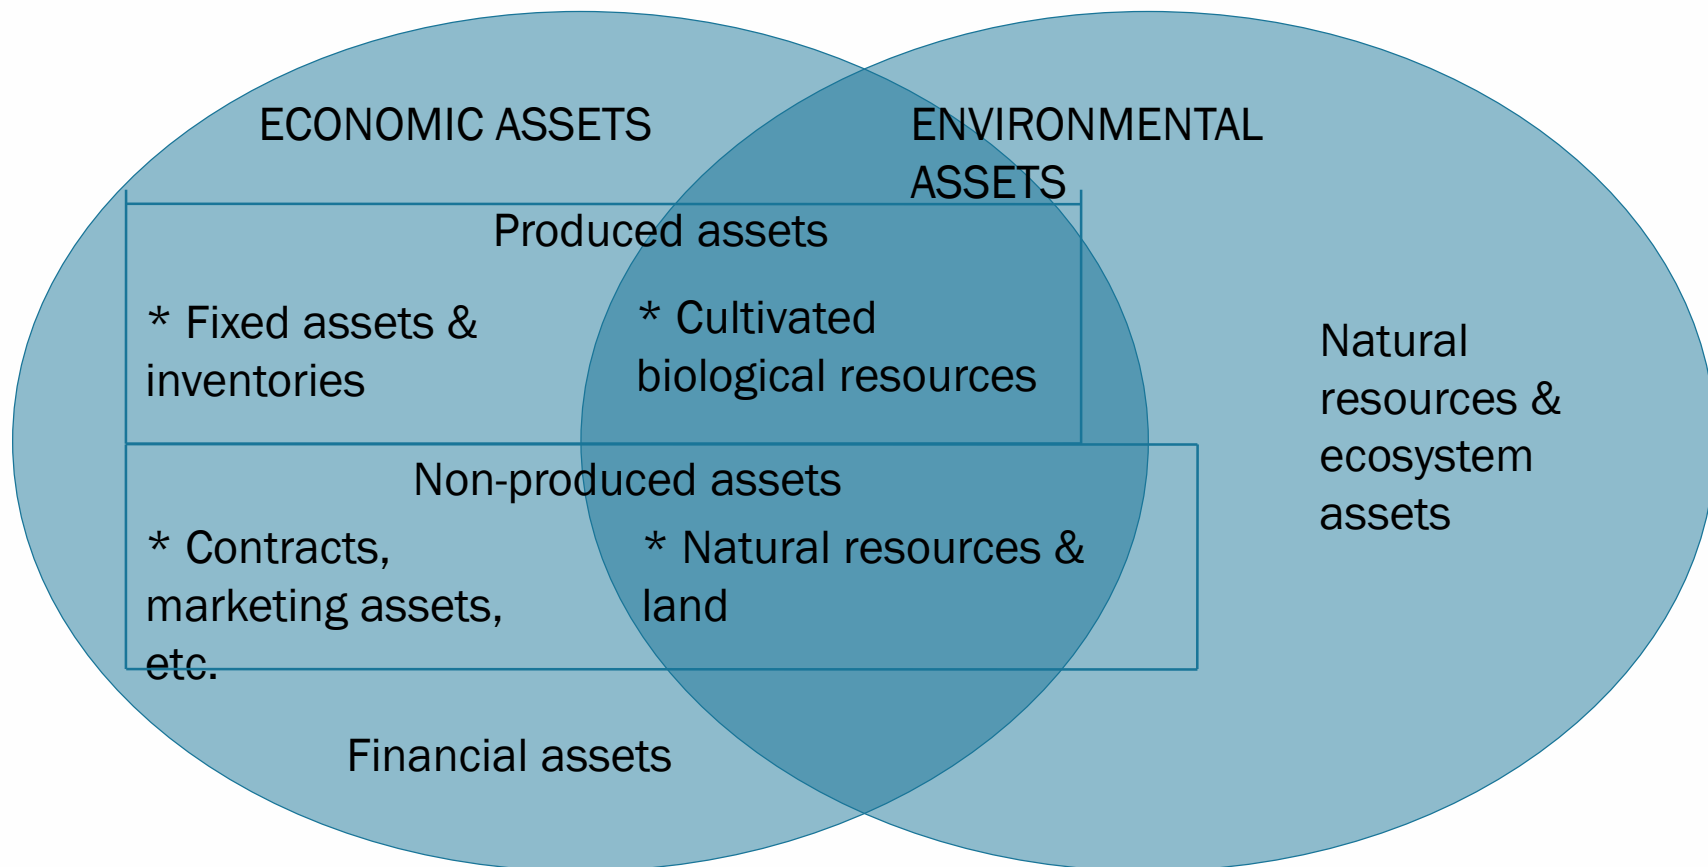 ECONOMIC ASSETS
ENVIRONMENTAL
ASSETS
Produced assets
* Fixed assets &
inventories
* Cultivated
biological resources
Natural
resources &
ecosystem
assets
Non-produced assets
* Contracts,
marketing assets,
etc.
* Natural resources &
land
Financial assets